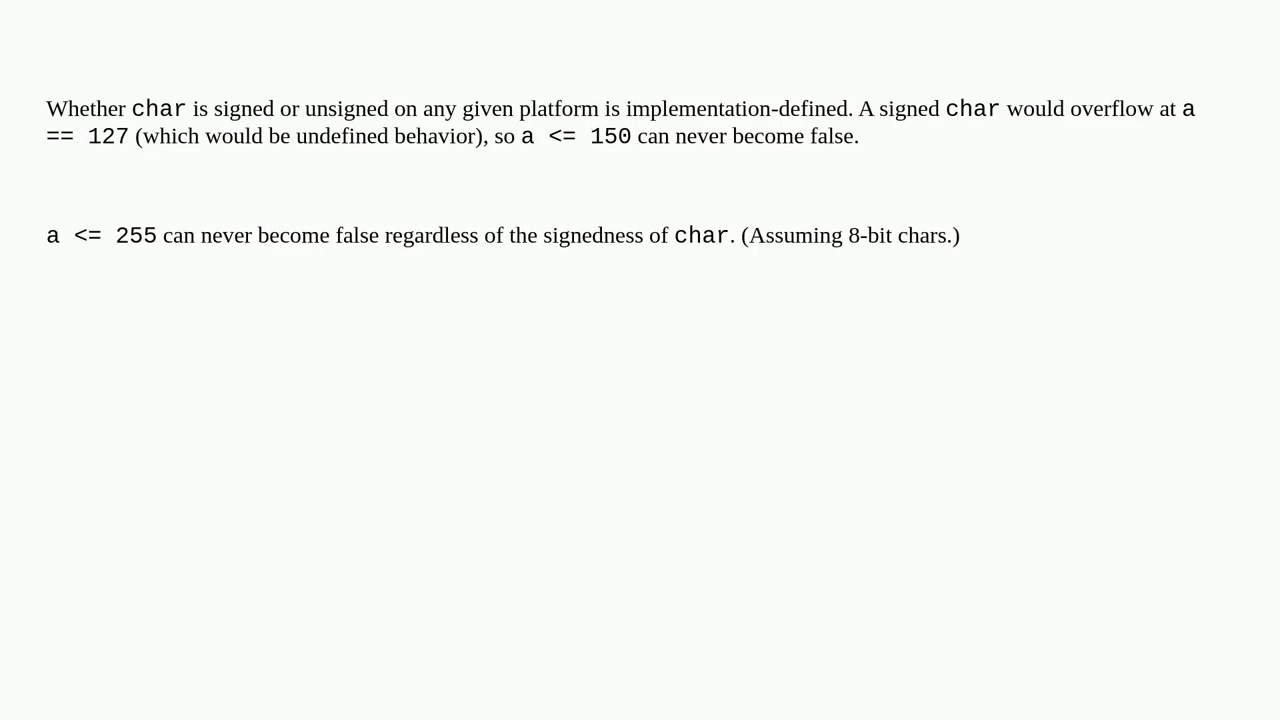 Whether char is signed or unsigned on any given platform is implementation-defined. A signed char would overflow at a
== 127 (which would be undefined behavior), so a <= 150 can never become false.
a <= 255 can never become false regardless of the signedness of char. (Assuming 8-bit chars.)